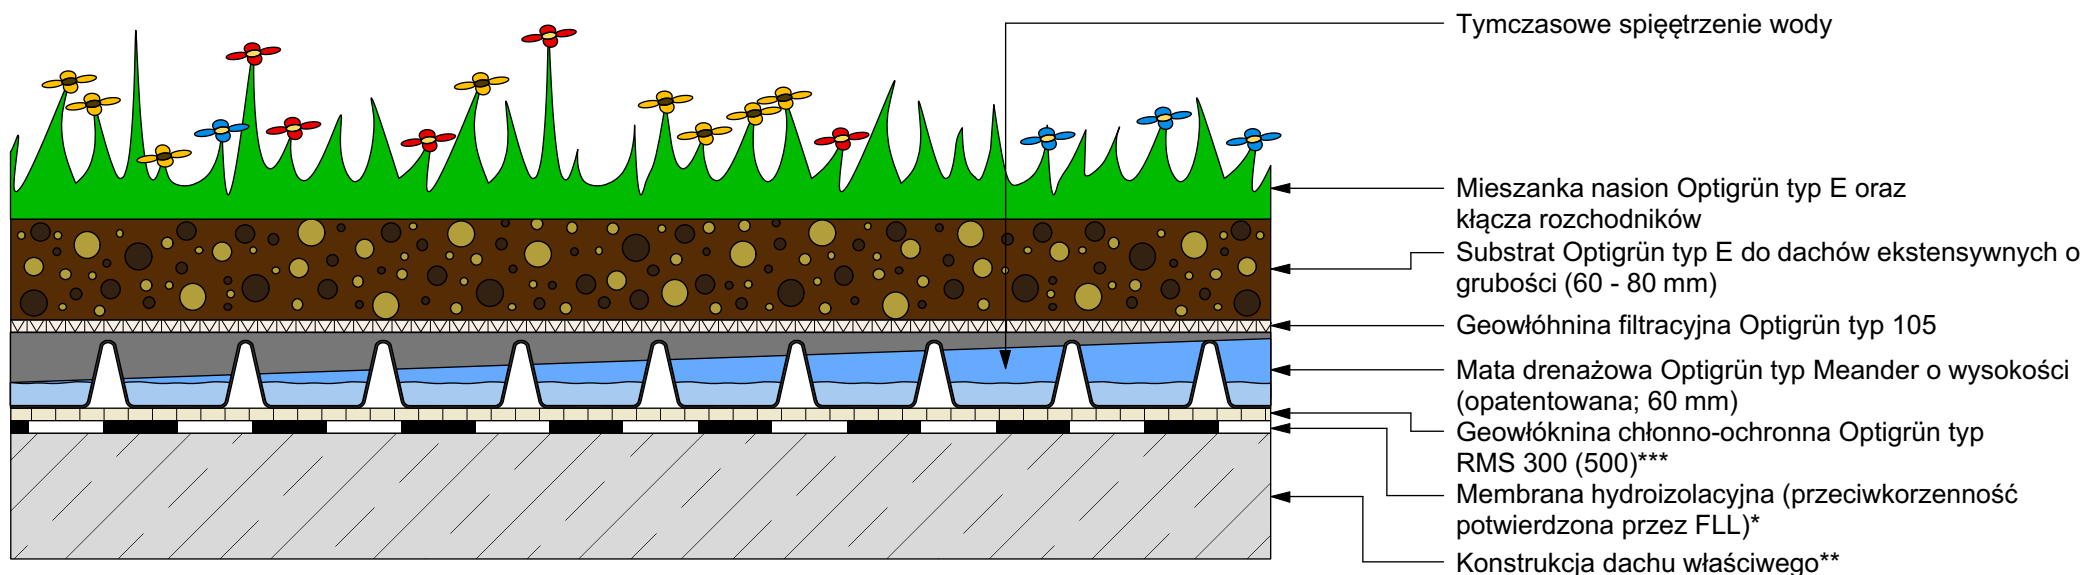 Tymczasowe spięętrzenie wody
Mieszanka nasion Optigrün typ E oraz
kłącza rozchodników
Substrat Optigrün typ E do dachów ekstensywnych o
grubości (60 - 80 mm)
Geowłóhnina filtracyjna Optigrün typ 105
Mata drenażowa Optigrün typ Meander o wysokości
(opatentowana; 60 mm)
Geowłóknina chłonno-ochronna Optigrün typ
RMS 300 (500)***
Membrana hydroizolacyjna (przeciwkorzenność
potwierdzona przez FLL)*
Konstrukcja dachu właściwego**